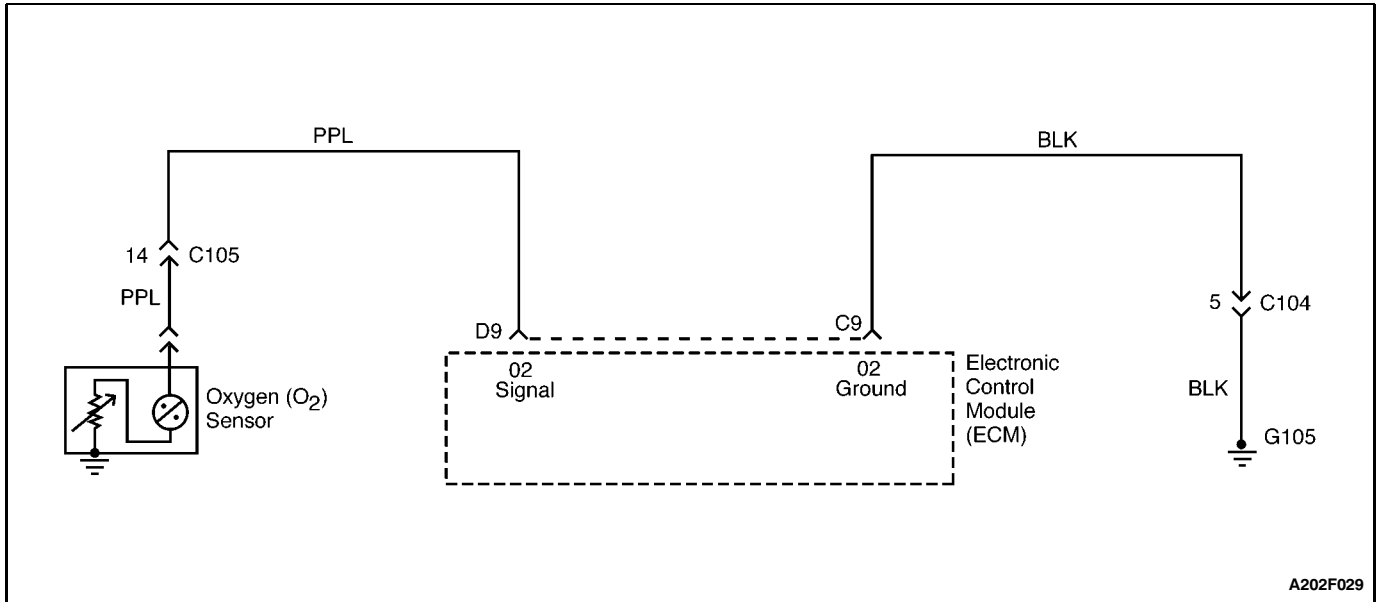 PPL
BLK
14
C105
PPL
5
C104
D9
C9
02
Signal
02
Ground
Electronic
Control
Module
(ECM)
Oxygen (O2)
Sensor
BLK
G105
A202F029